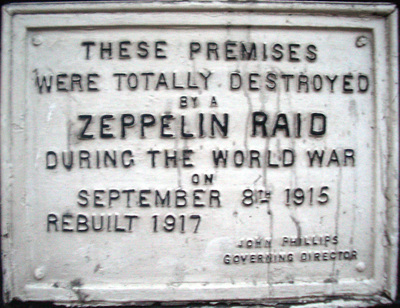 THESE PREMISES
WERE TOTALLY DESTROYED
BY A
ZEPPELIN RAID
DURING THE WORLD WAR
ON
SEPTEMBER 8TH 1915
REBUILT 1917
JOHN PHILLIPS
GOVERNING DIRECTOR